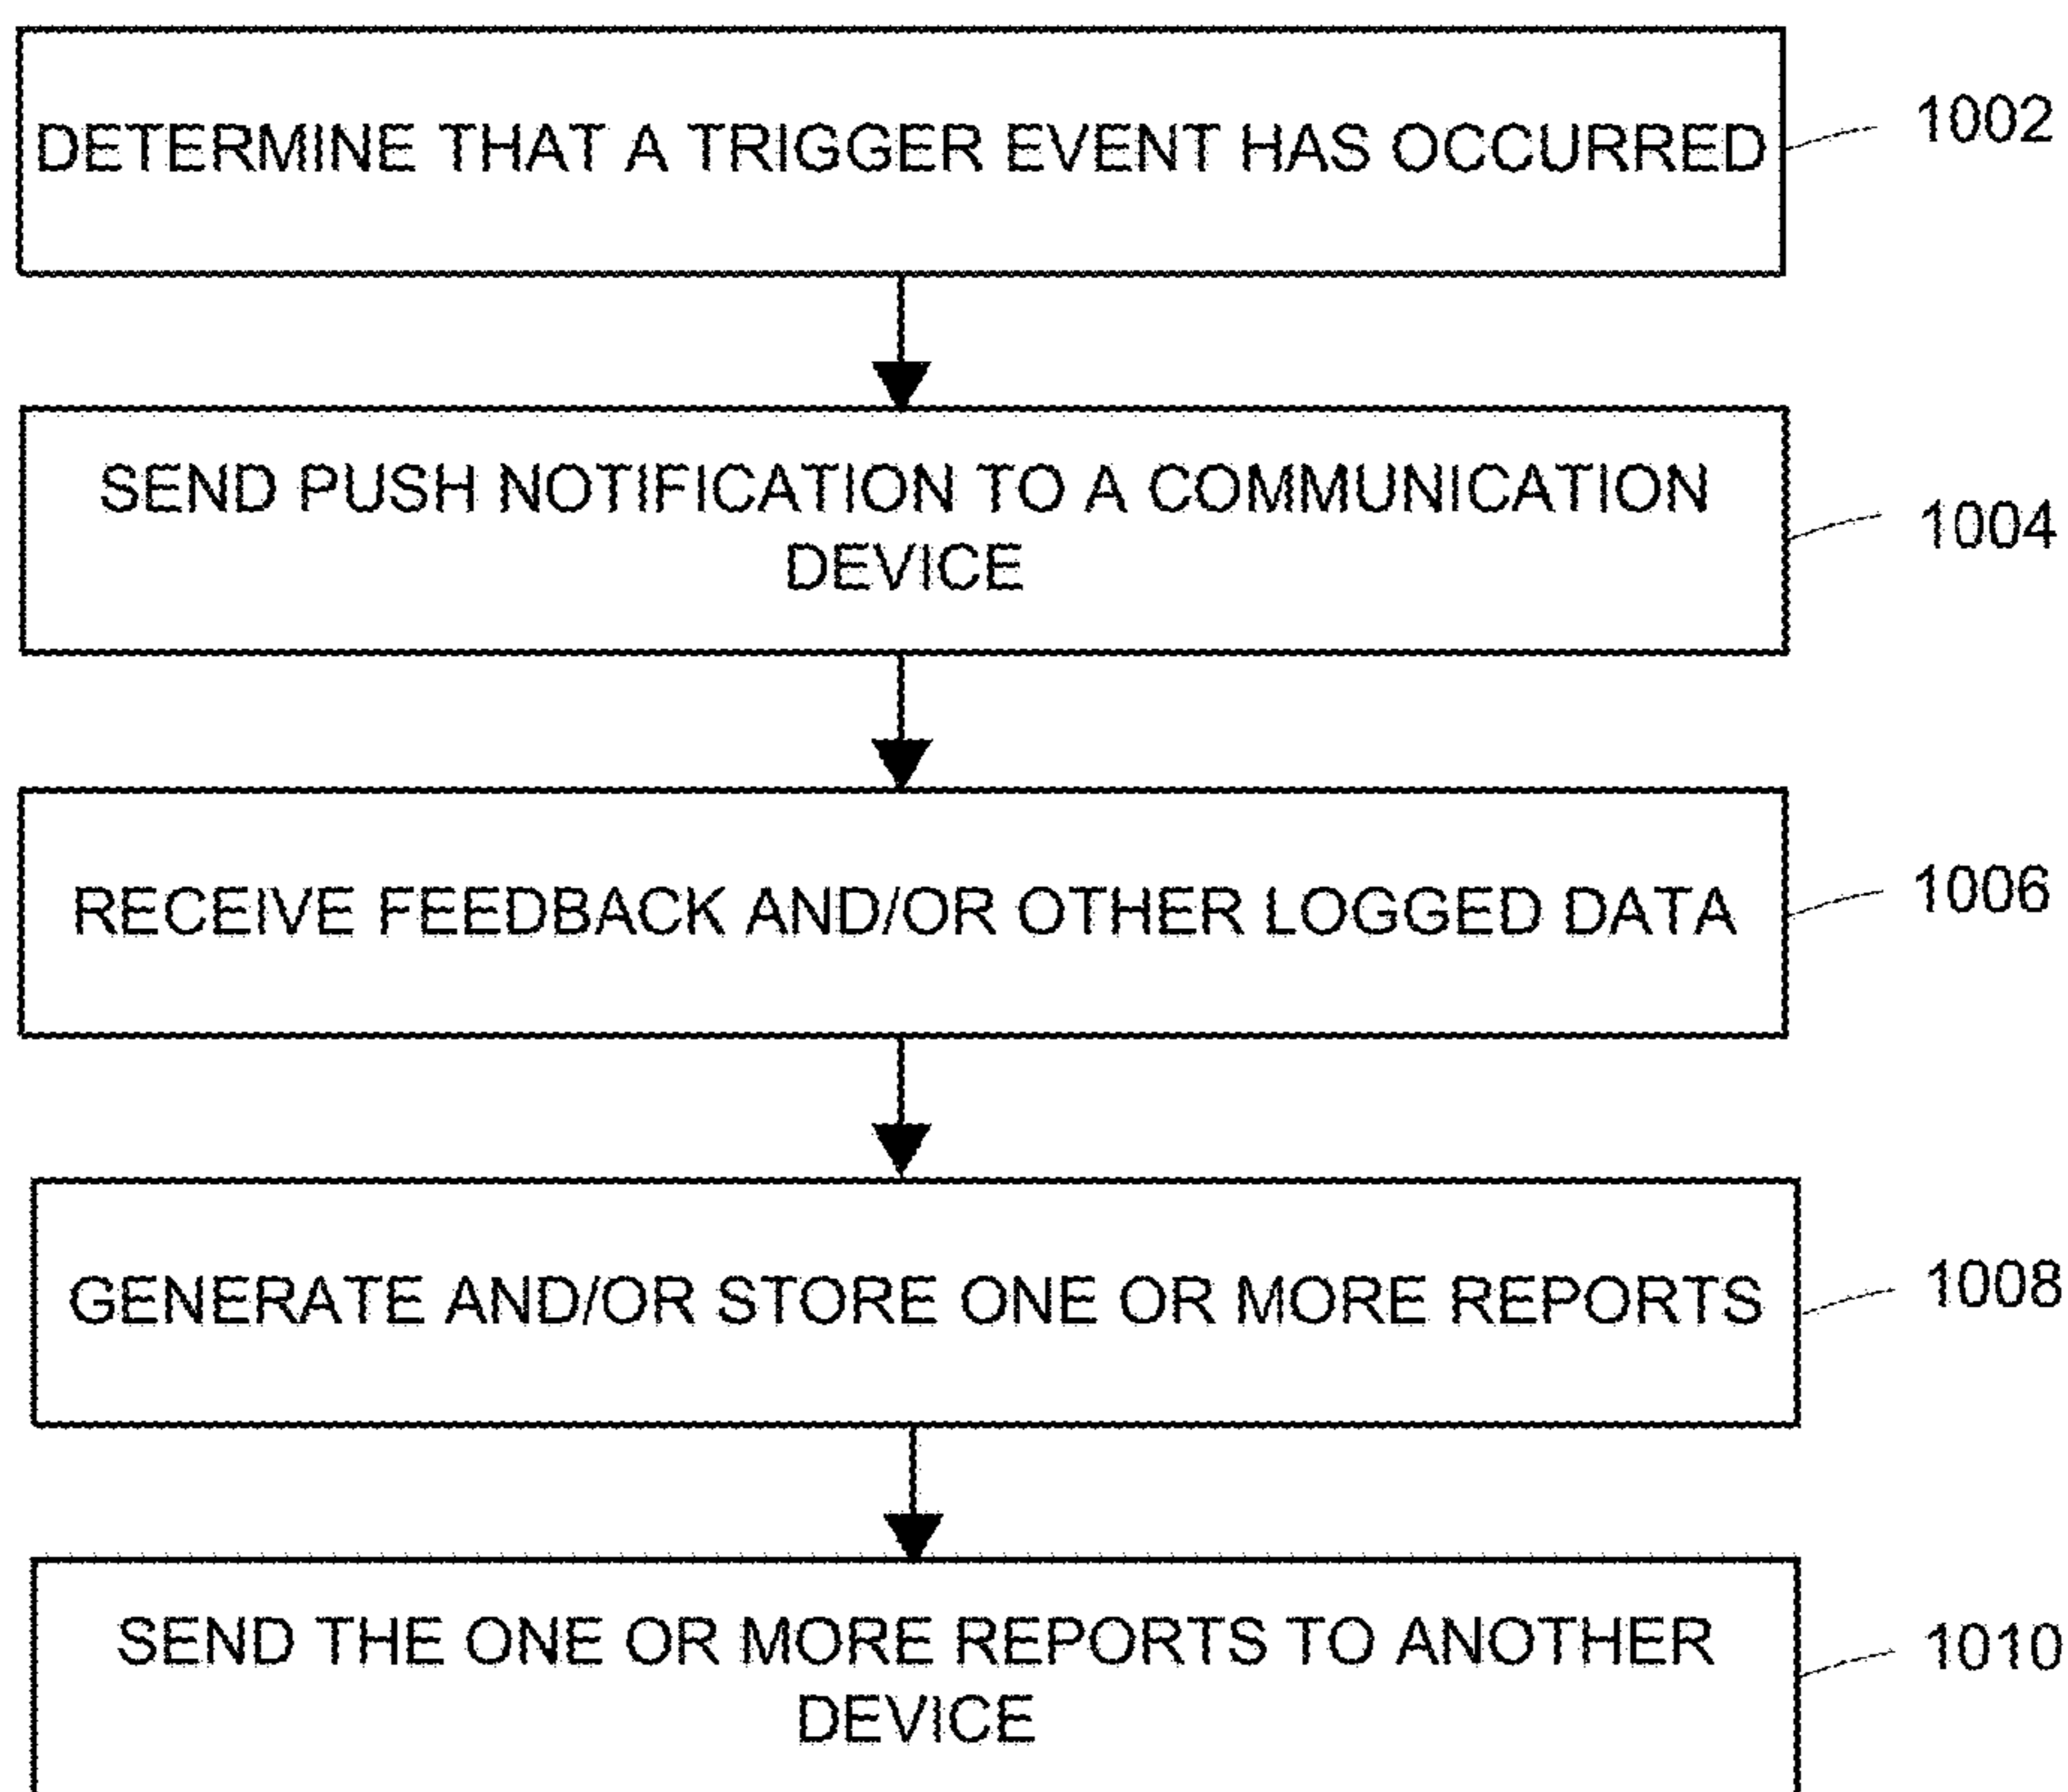 DETERMINE THAT A TRIGGER EVENT HAS OCCURRED
1002
SEND PUSH NOTIFICATION TO A COMMUNICATION
DEVICE
1004
RECEIVE FEEDBACK AND/OR OTHER LOGGED DATA
1006
GENERATE AND/OR STORE ONE OR MORE REPORTS
1008
SEND THE ONE OR MORE REPORTS TO ANOTHER
DEVICE
1010